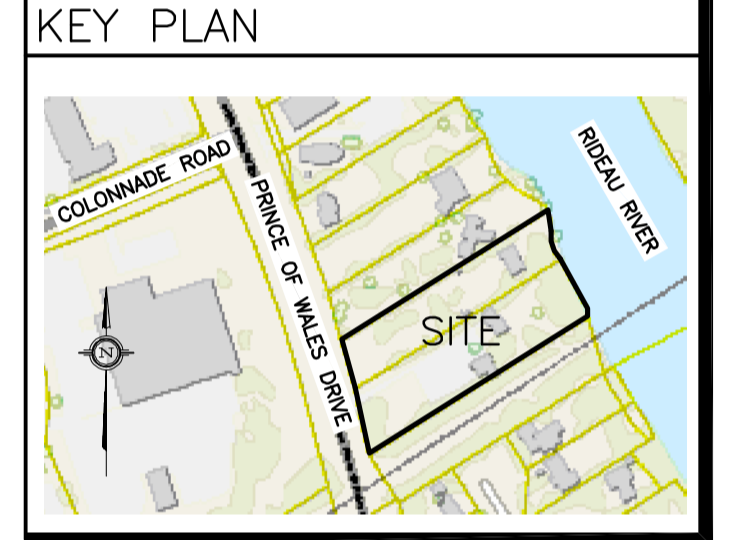 KEY PLAN
COLONNADE ROAD
PRINCE OF WALES DRIVE
RIDEAU RIVER
SITE
N